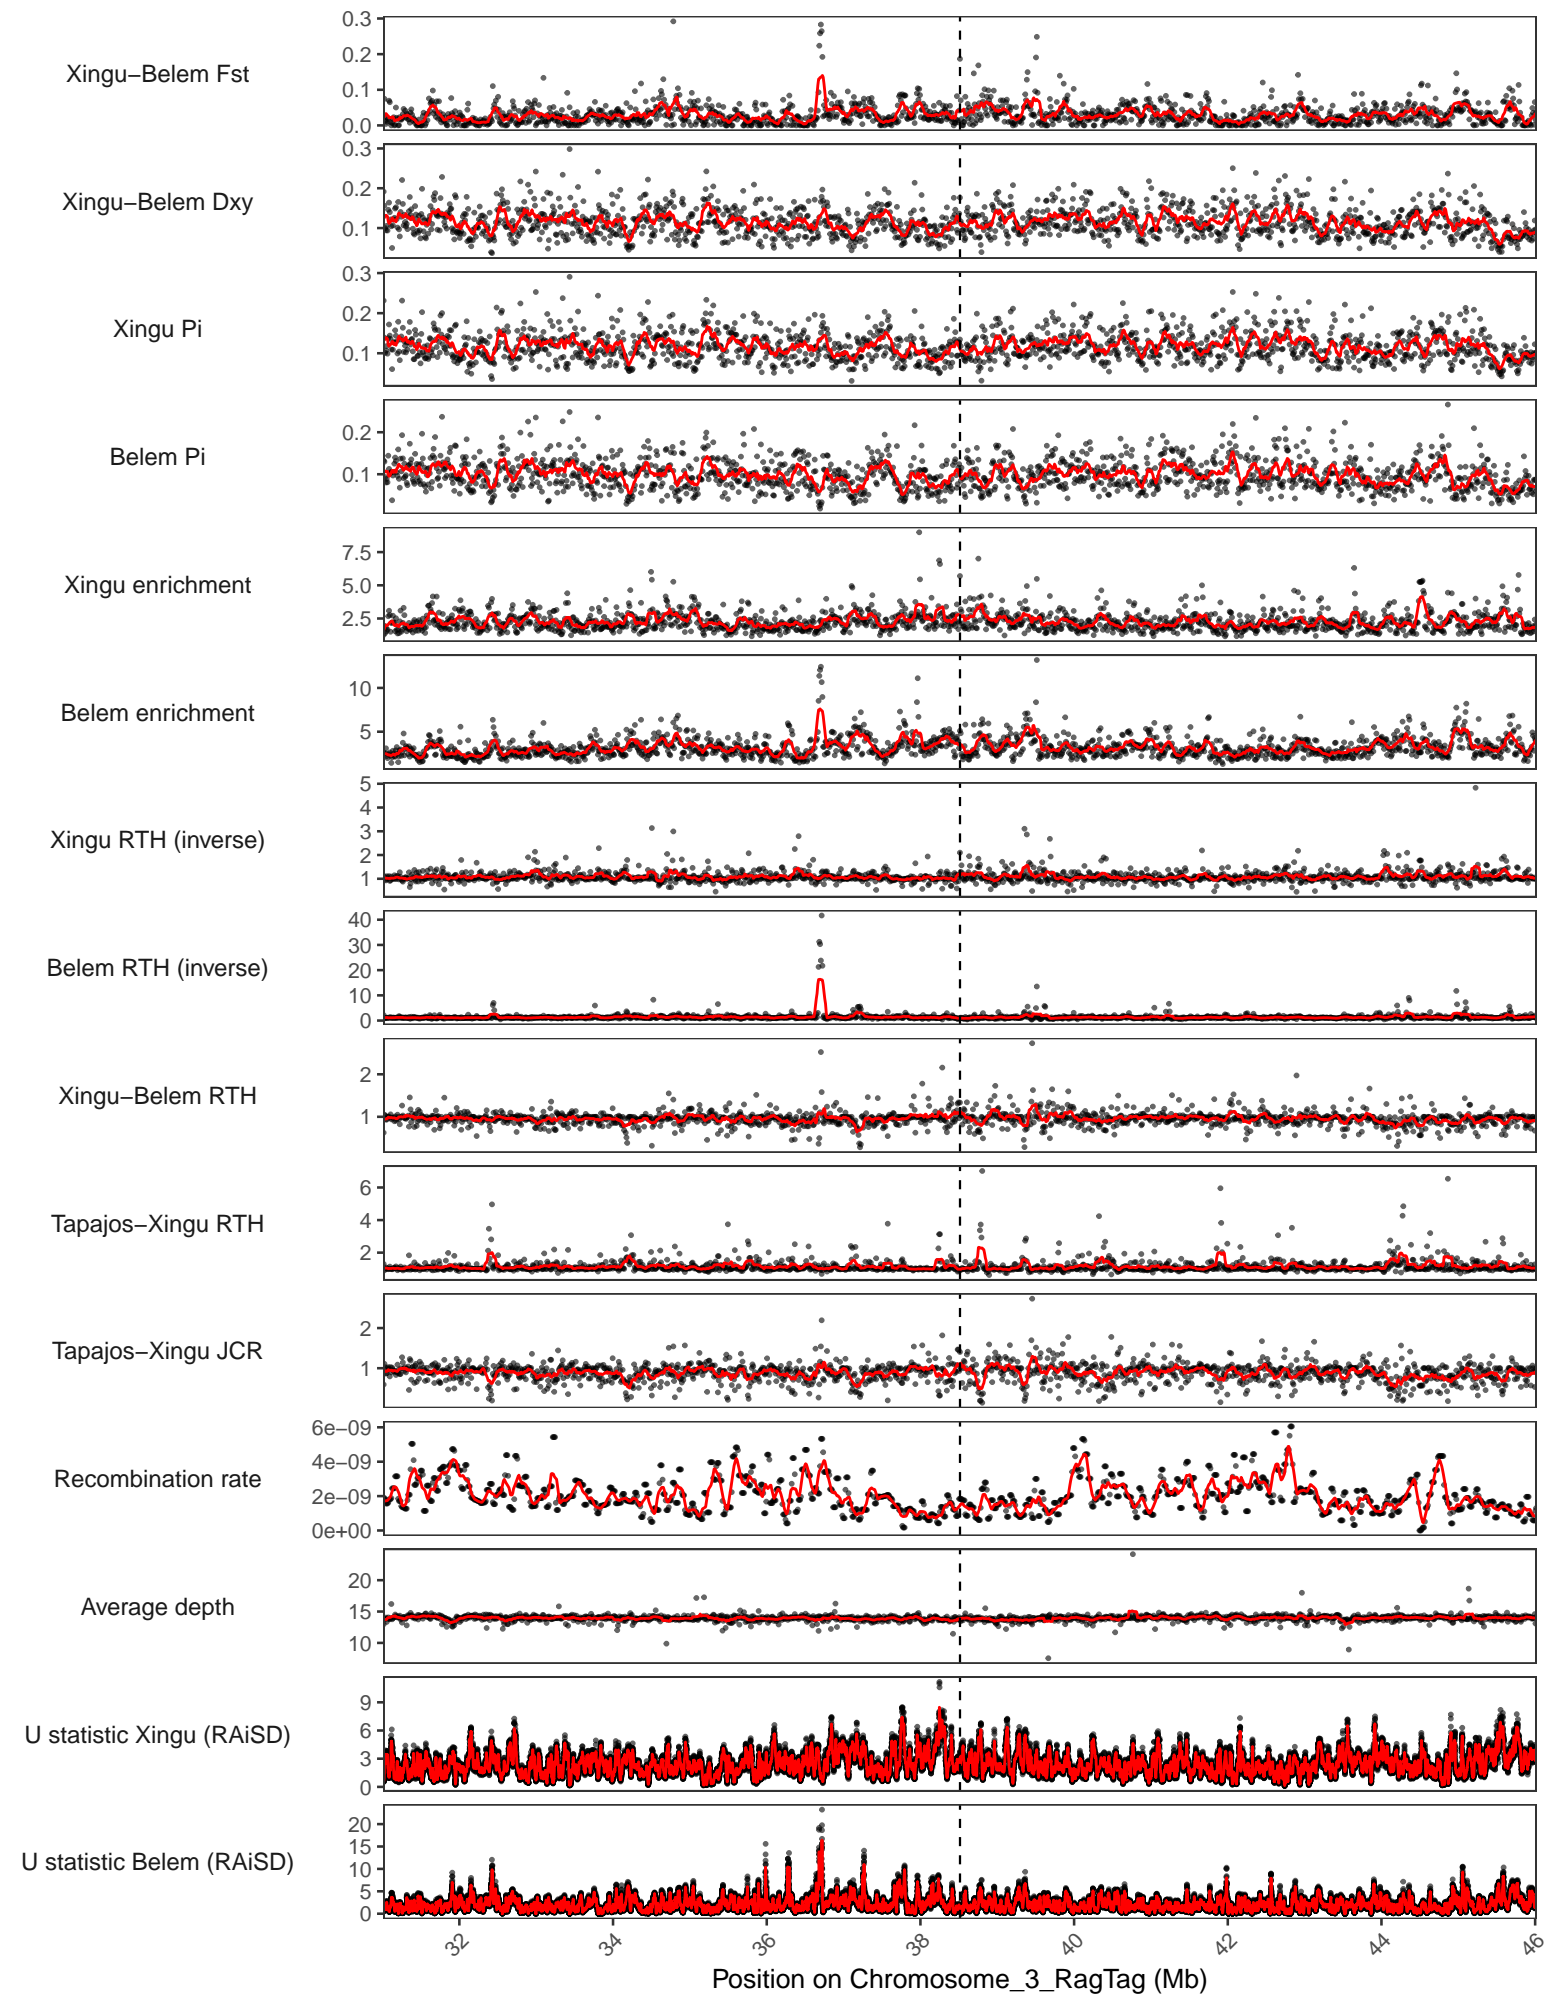 Xingu−Belem Fst
0.3
0.2
0.1
0.0
Xingu−Belem Dxy
0.3
0.2
0.1
Xingu Pi
0.3
0.2
0.1
Belem Pi
0.2
0.1
Xingu enrichment
7.5
5.0
2.5
Belem enrichment
10
5
Xingu RTH (inverse)
5
4
3
2
1
Belem RTH (inverse)
40
30
20
10
0
Xingu−Belem RTH
2
1
Tapajos−Xingu RTH
6
4
2
Tapajos−Xingu JCR
2
1
Recombination rate
6e−09
4e−09
2e−09
0e+00
Average depth
20
15
10
U statistic Xingu (RAiSD)
9
6
3
0
U statistic Belem (RAiSD)
20
15
10
5
0
32 34 36 38 40 42 44 46
Position on Chromosome_3_RagTag (Mb)